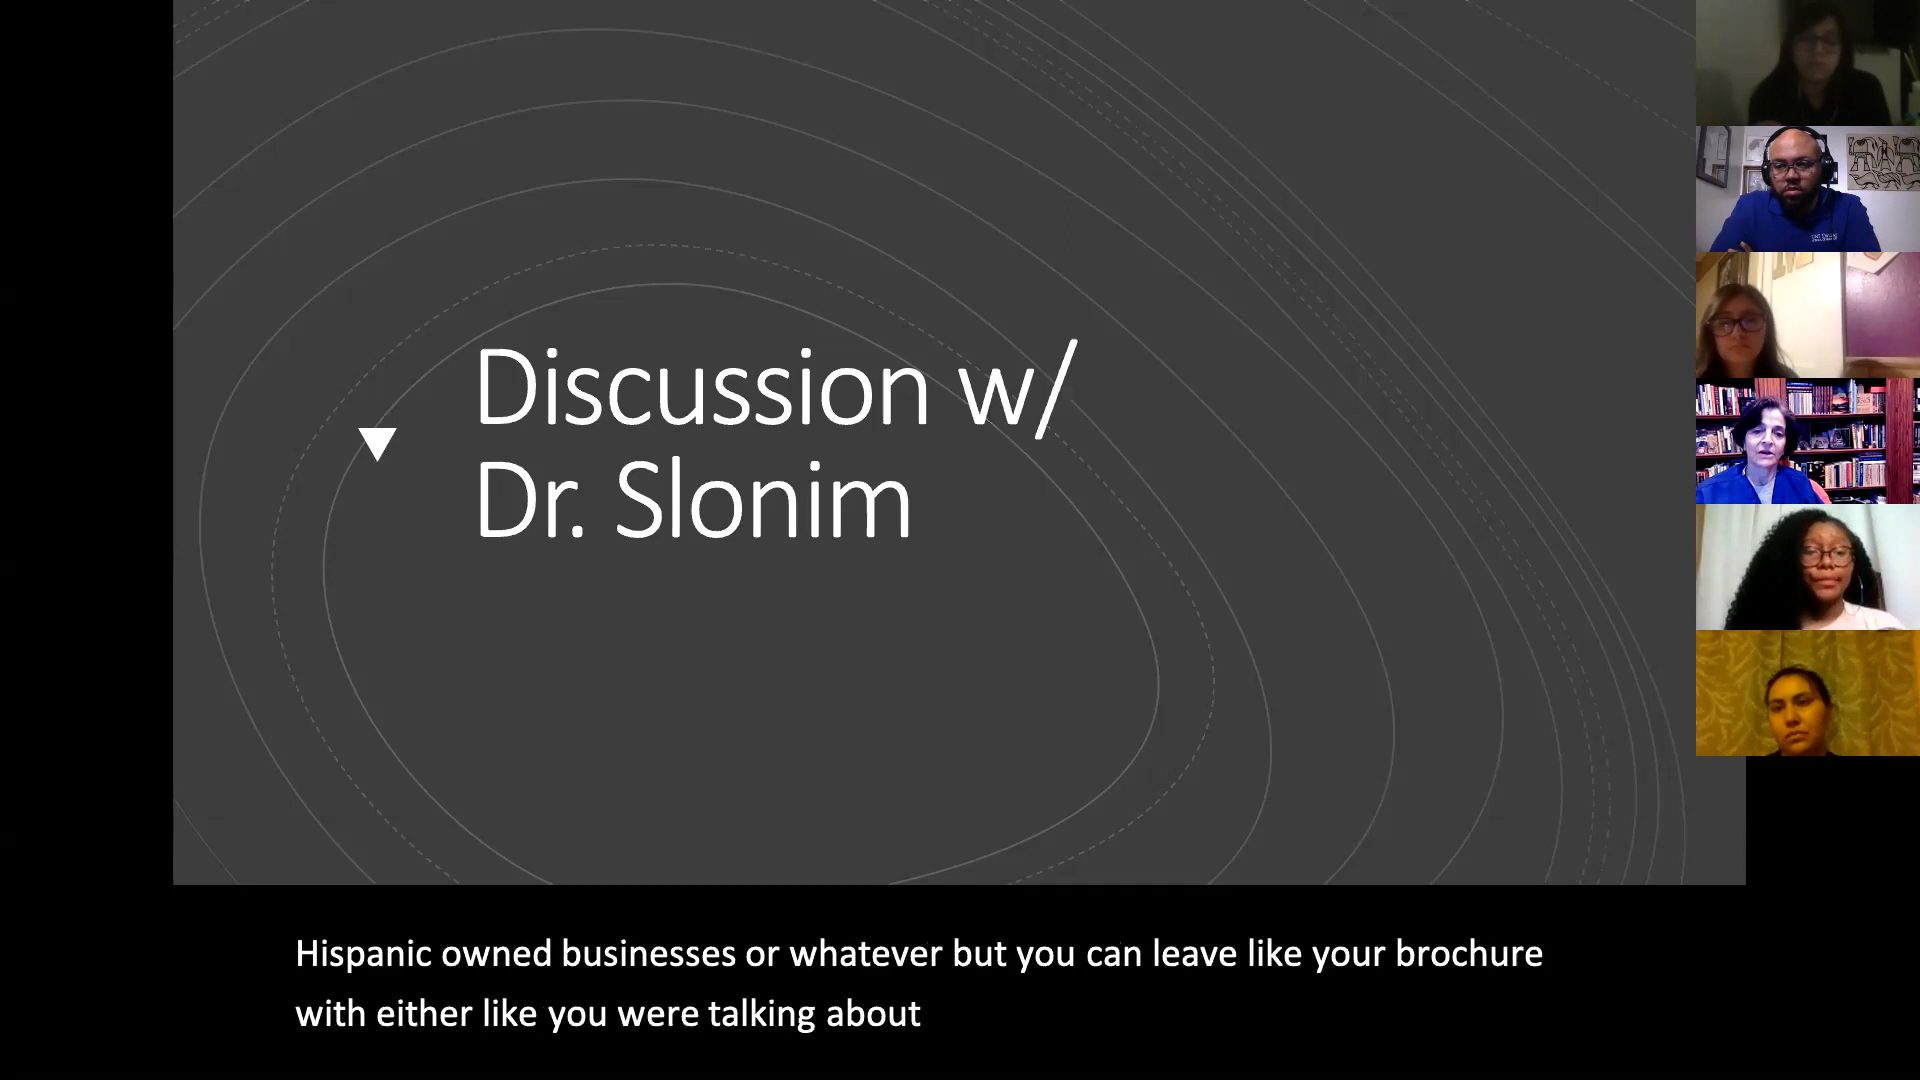 Discussion w/
Dr. Slonim
Hispanic owned businesses or whatever but you can leave like your brochure
with either like you were talking about